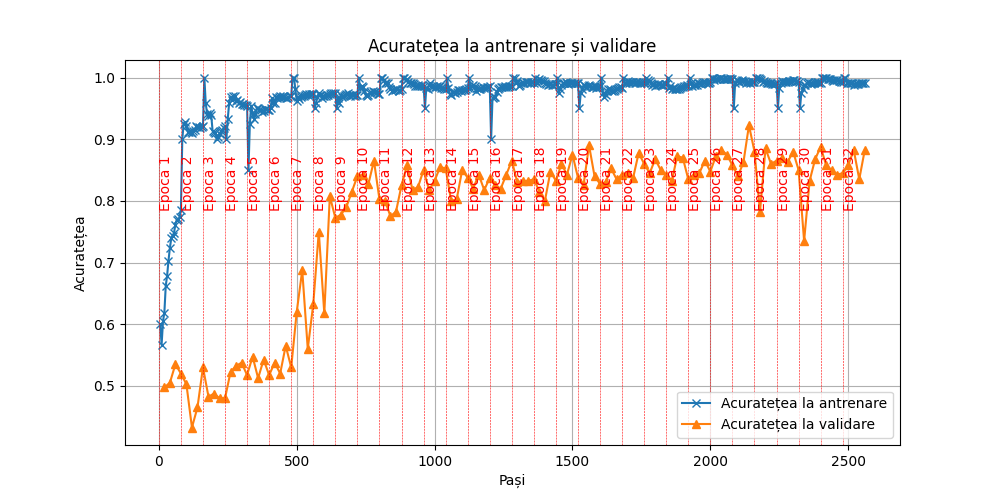 Acuratețea la antrenare și validare
Acuratețea
1.0
0.9
0.8
0.7
0.6
0.5
Epoca 1
Epoca 2
Epoca 3
Epoca 4
Epoca 5
Epoca 6
Epoca 7
Epoca 8
Epoca 9
Epoca 10
Epoca 11
Epoca 12
Epoca 13
Epoca 14
Epoca 15
Epoca 16
Epoca 17
Epoca 18
Epoca 19
Epoca 20
Epoca 21
Epoca 22
Epoca 23
Epoca 24
Epoca 25
Epoca 26
Epoca 27
Epoca 28
Epoca 29
Epoca 30
Epoca 31
Epoca 32
Acuratețea la antrenare
Acuratețea la validare
0
500
1000
1500
2000
2500
Pași